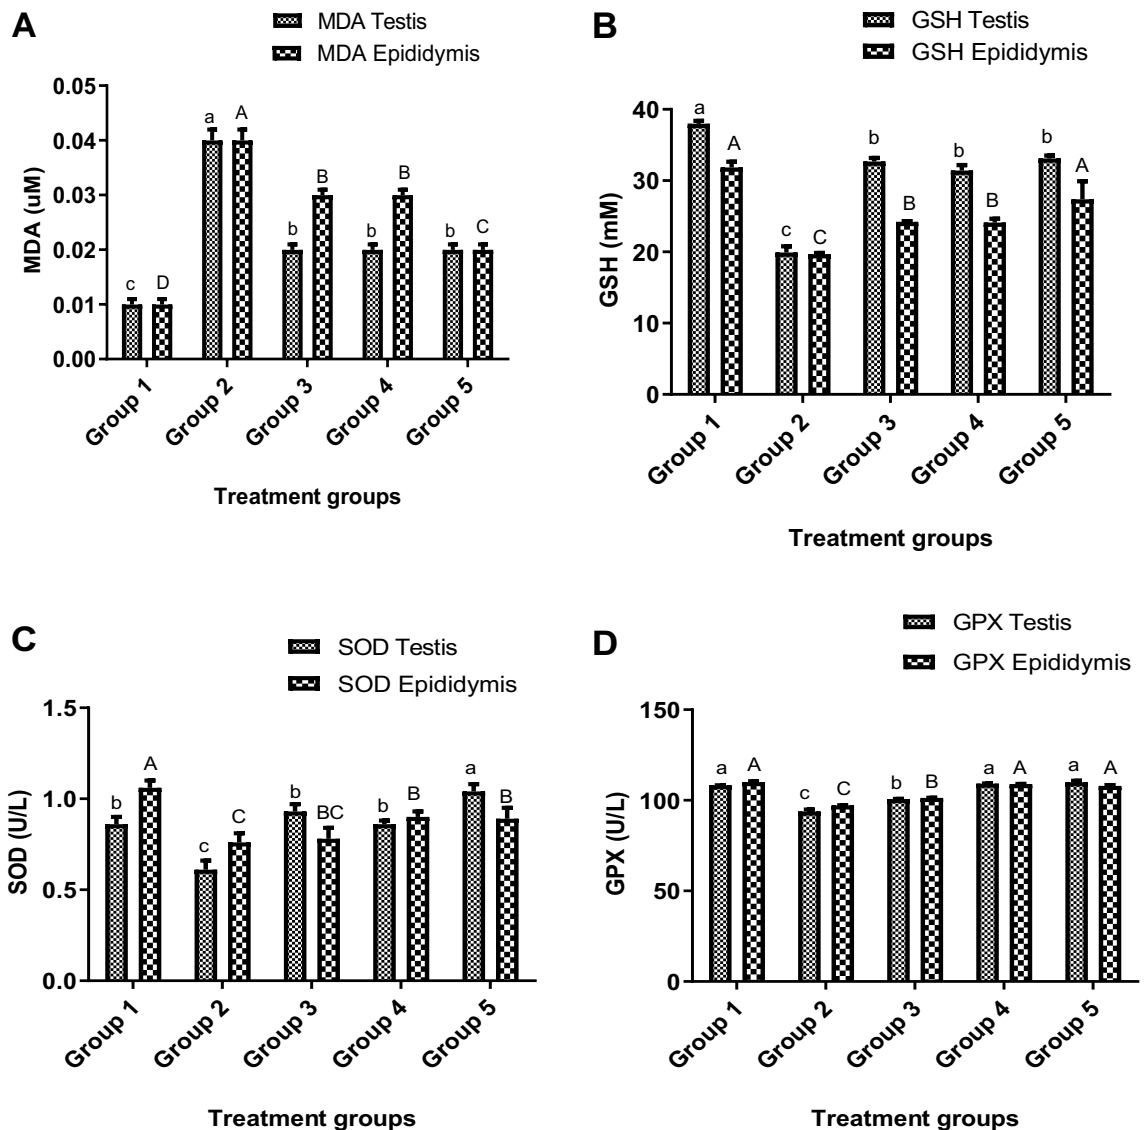 A
MDA Testis
MDA Epididymis
MDA (uM)
0.05
0.04
0.03
0.02
0.01
0.00
c D a A b B b B b C
Group 1 Group 2 Group 3 Group 4 Group 5
Treatment groups
B
GSH Testis
GSH Epididymis
GSH (mM)
40
30
20
10
0
a A c C b B b B b A
Group 1 Group 2 Group 3 Group 4 Group 5
Treatment groups
C
SOD Testis
SOD Epididymis
SOD (U/L)
1.5
1.0
0.5
0.0
b A c C b BC b B a B
Group 1 Group 2 Group 3 Group 4 Group 5
Treatment groups
D
GPX Testis
GPX Epididymis
GPX (U/L)
150
100
50
0
a A c C b B a A a A
Group 1 Group 2 Group 3 Group 4 Group 5
Treatment groups